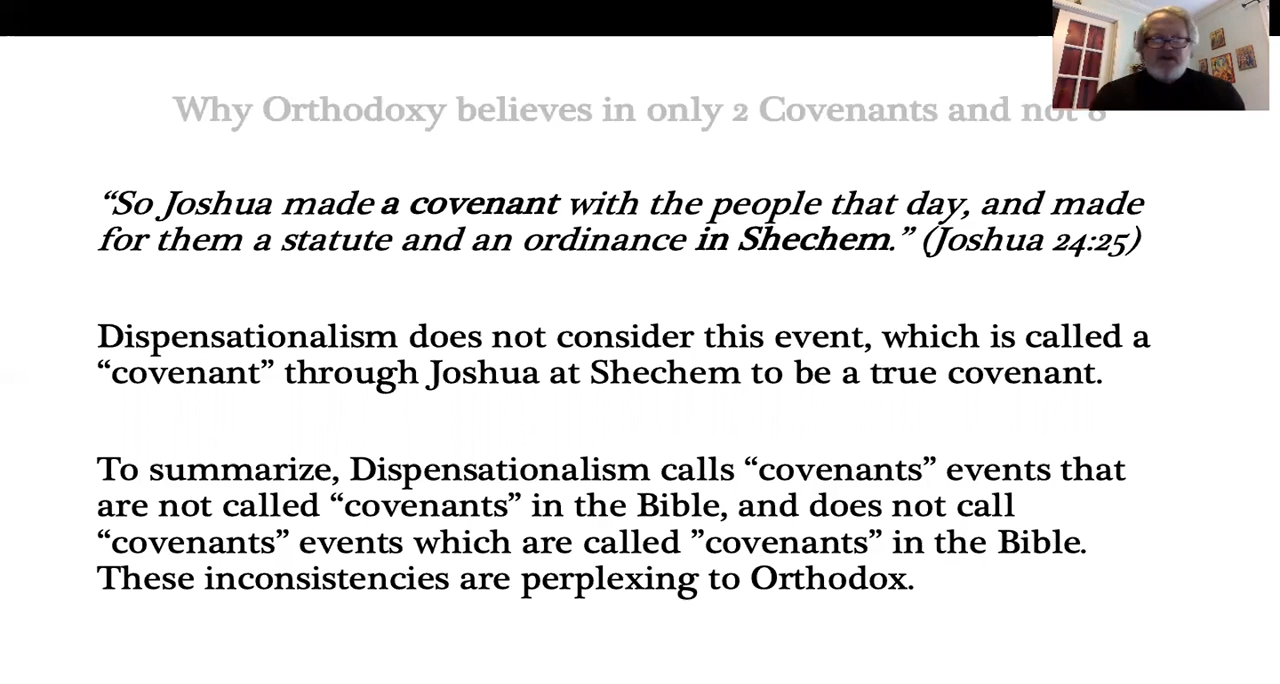 Why Orthodoxy believes in only 2 Covenants and not 8
“So Joshua made a covenant with the people that day, and made
for them a statute and an ordinance in Shechem.” (Joshua 24:25)
Dispensationalism does not consider this event, which is called a
“covenant” through Joshua at Shechem to be a true covenant.
To summarize, Dispensationalism calls “covenants” events that
are not called “covenants” in the Bible, and does not call
“covenants” events which are called ”covenants” in the Bible.
These inconsistencies are perplexing to Orthodox.